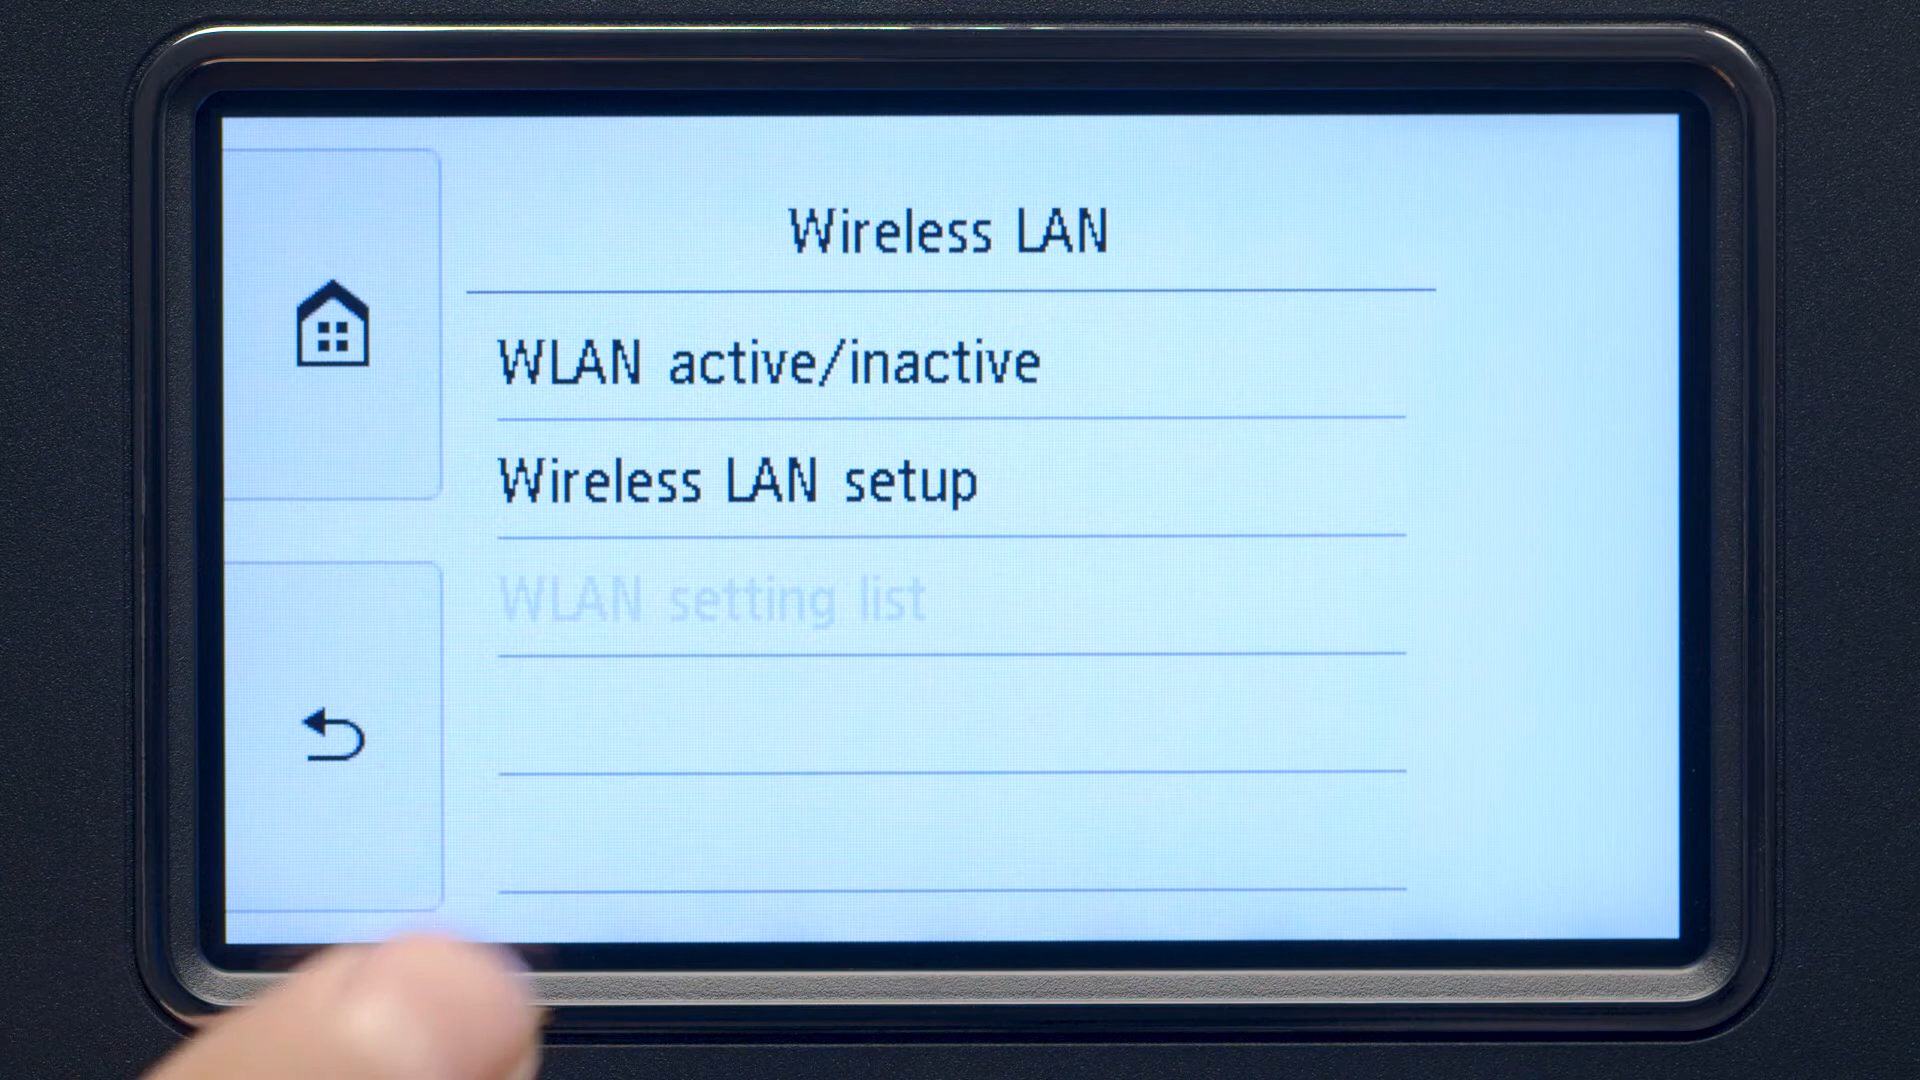 Wireless LAN
WLAN active/inactive
Wireless LAN setup
WLAN setting list